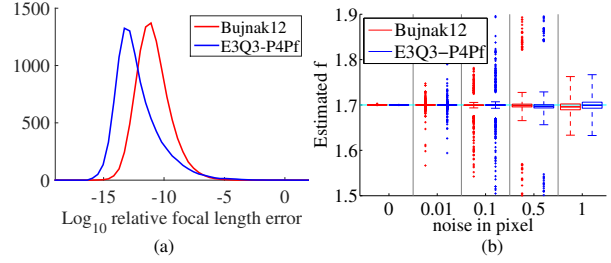 1500
1000
500
0
Bujnak12
E3Q3-P4Pf
-15 -10 -5 0
Log10 relative focal length error
(a)
Estimated f
1.9
1.8
1.7
1.6
1.5
Bujnak12
E3Q3−P4Pf
0 0.01 0.1 0.5 1
noise in pixel
(b)